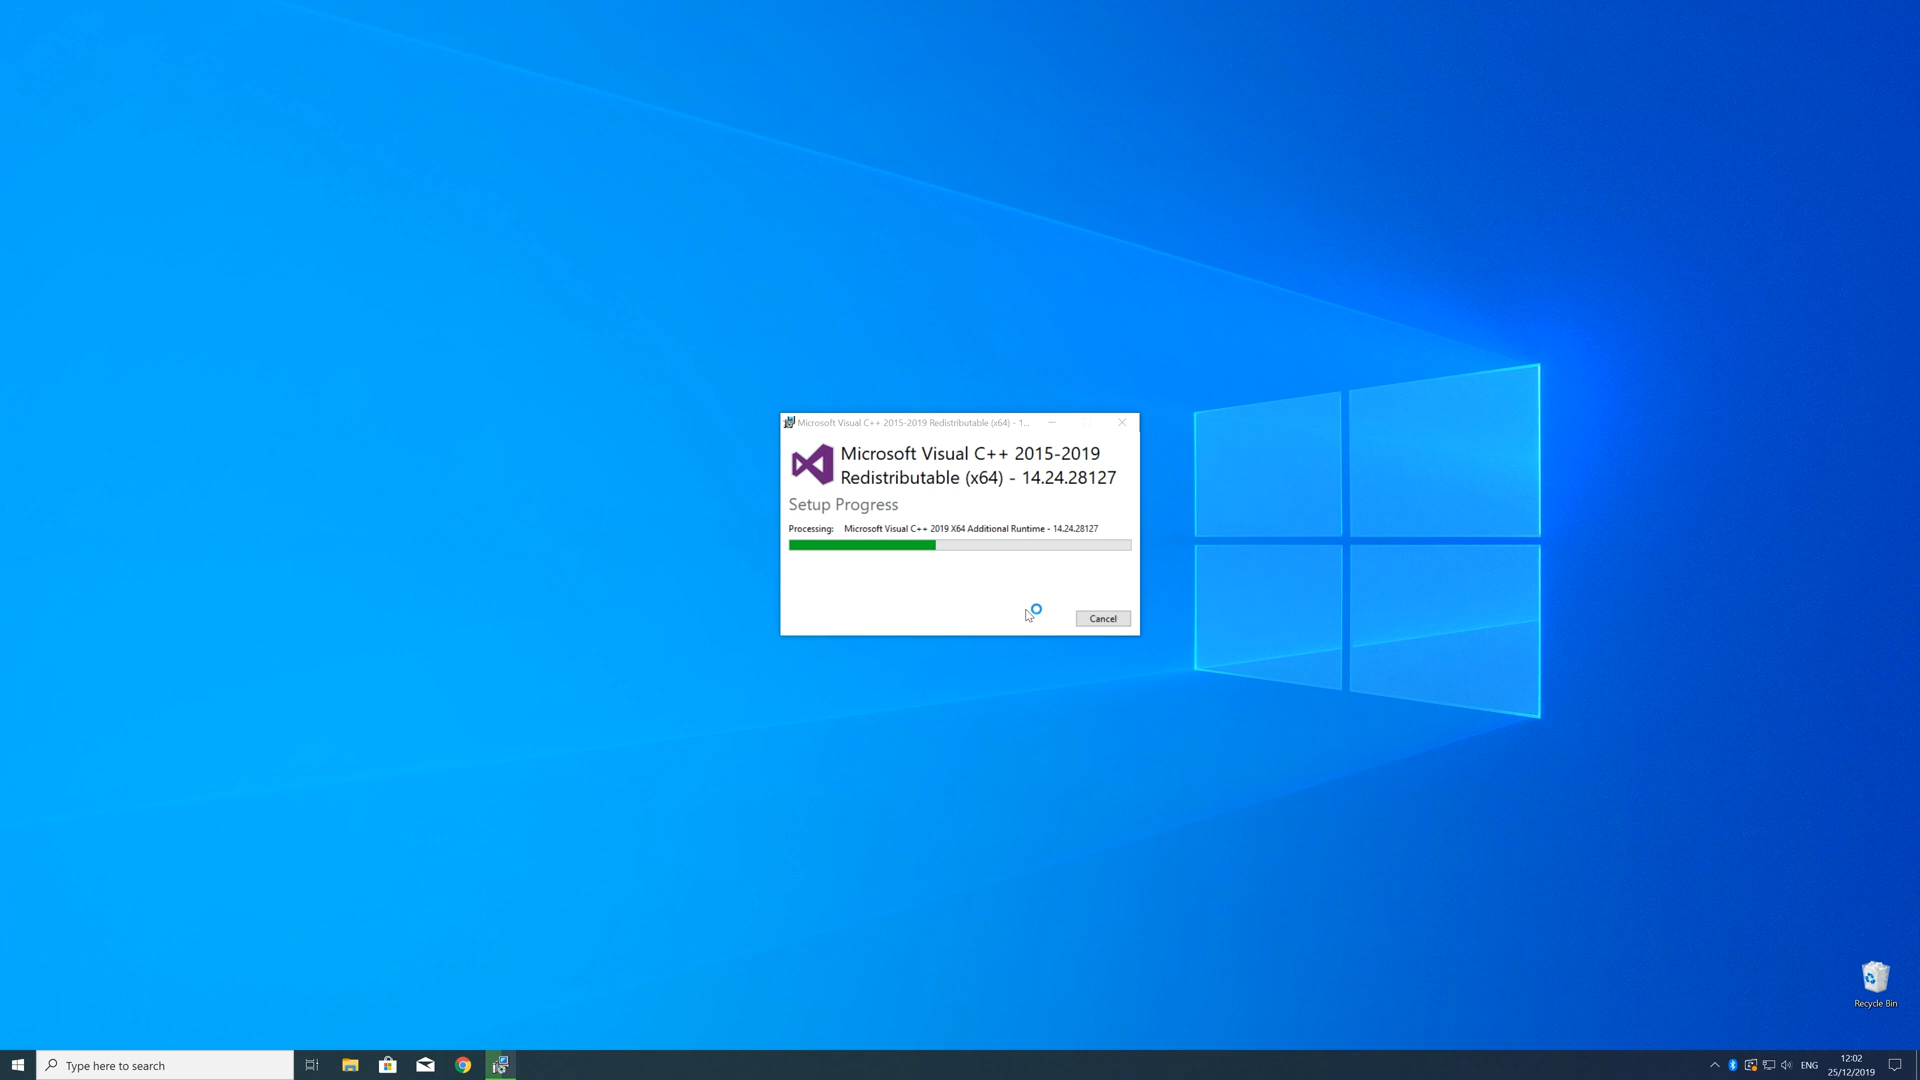 Microsoft Visual C++ 2015-2019 Redistributable (x64) - 1...
Microsoft Visual C++ 2015-2019
Redistributable (x64) - 14.24.28127
Setup Progress
Processing: Microsoft Visual C++ 2019 X64 Additional Runtime - 14.24.28127
Cancel
Recycle Bin
Type here to search
ENG
12:02
25/12/2019